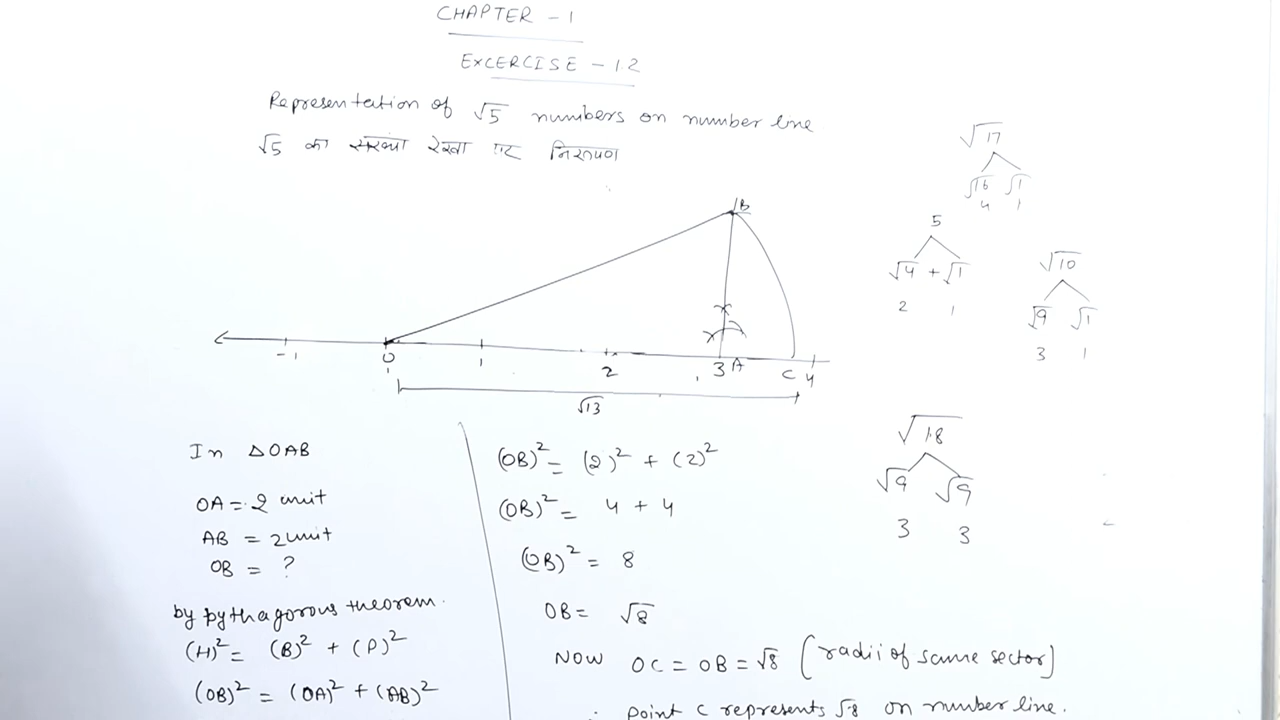 CHAPTER - 1
EXCERCISE - 1.2
Representation of √5 numbers on number line
√5 का संख्या रेखा पर निरूपण
√17
√16 √1
4 1
5
√4 + √1
2 1
√10
√9 √1
3 1
B
-1 0 1 2 3 A C 4
√13
√18
√9 √9
3 3
In △OAB
OA = 2 unit
AB = 2 unit
OB = ?
by pythagorous theorem.
(H)² = (B)² + (P)²
(OB)² = (OA)² + (AB)²
(OB)² = (2)² + (2)²
(OB)² = 4 + 4
(OB)² = 8
OB = √8
NOW OC = OB = √8 (radii of same sector)
∴ point C represents √8 on number line.